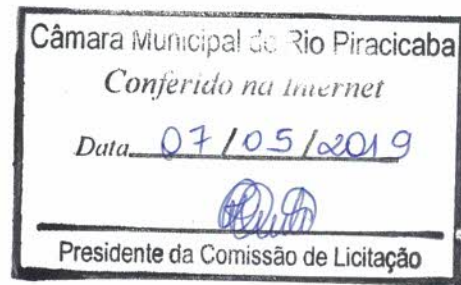 Câmara Municipal de Rio Piracicaba
Conferido na Internet
Data 07/05/2019
Presidente da Comissão de Licitação